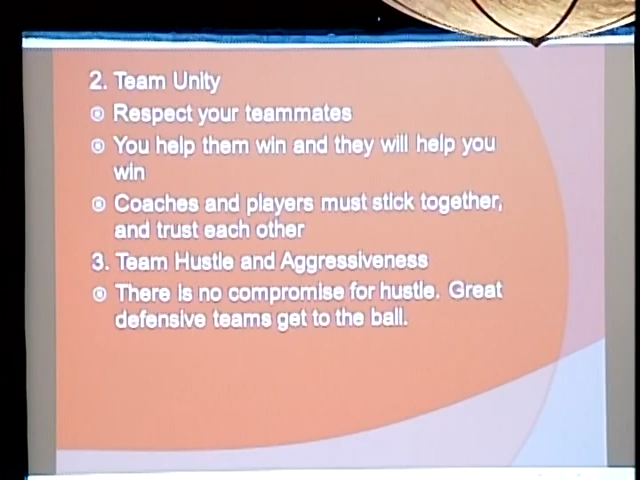 2. Team Unity
Respect your teammates
You help them win and they will help you
win
Coaches and players must stick together,
and trust each other
3. Team Hustle and Aggressiveness
There is no compromise for hustle. Great
defensive teams get to the ball.